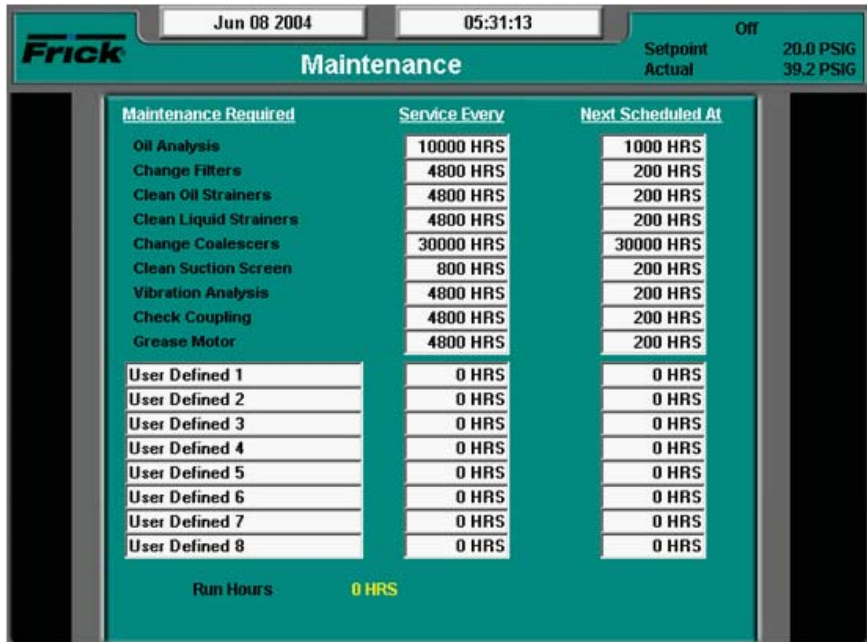 Jun 08 2004 05:31:13 Off
Frick
Maintenance
Setpoint 20.0 PSIG
Actual 39.2 PSIG
Maintenance Required Service Every Next Scheduled At
Oil Analysis 10000 HRS 1000 HRS
Change Filters 4800 HRS 200 HRS
Clean Oil Strainers 4800 HRS 200 HRS
Clean Liquid Strainers 4800 HRS 200 HRS
Change Coalescers 30000 HRS 30000 HRS
Clean Suction Screen 800 HRS 200 HRS
Vibration Analysis 4800 HRS 200 HRS
Check Coupling 4800 HRS 200 HRS
Grease Motor 4800 HRS 200 HRS
User Defined 1 0 HRS 0 HRS
User Defined 2 0 HRS 0 HRS
User Defined 3 0 HRS 0 HRS
User Defined 4 0 HRS 0 HRS
User Defined 5 0 HRS 0 HRS
User Defined 6 0 HRS 0 HRS
User Defined 7 0 HRS 0 HRS
User Defined 8 0 HRS 0 HRS
Run Hours 0 HRS